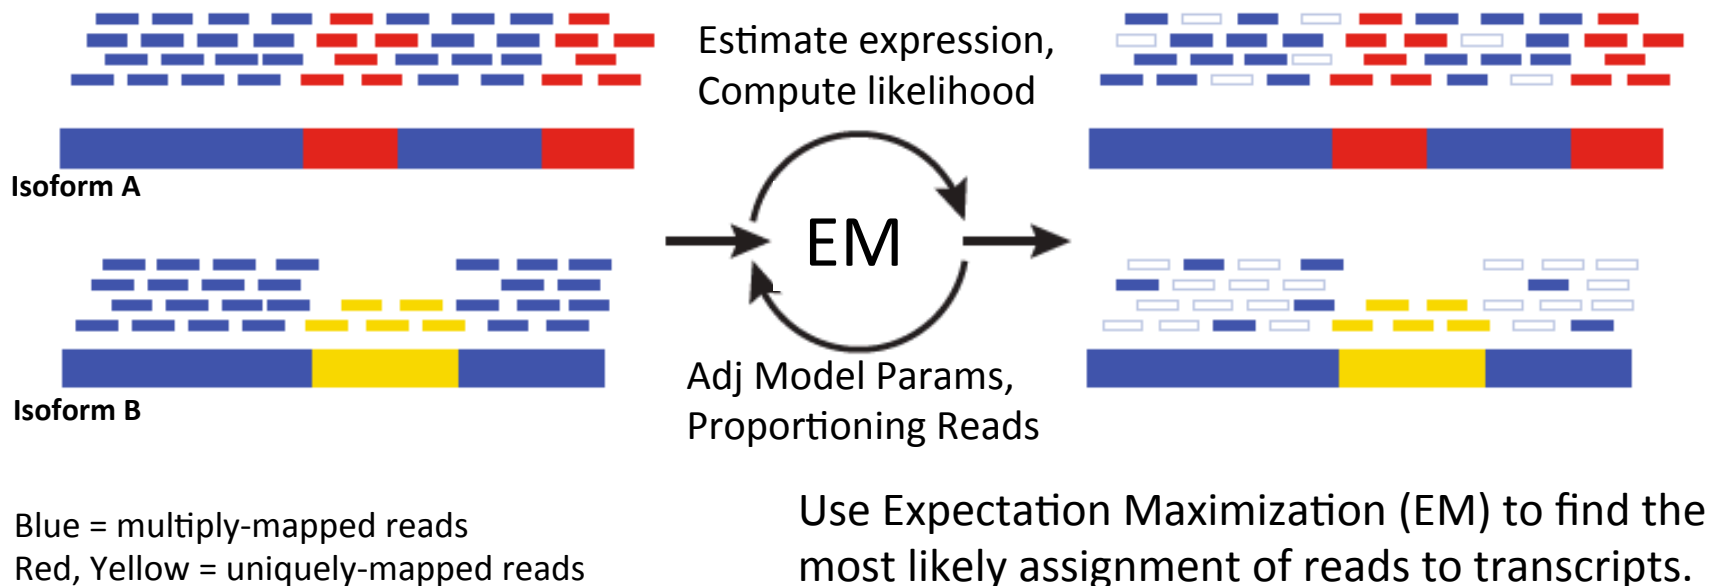 Estimate expression,
Compute likelihood
Isoform A
EM
Adj Model Params,
Proportioning Reads
Isoform B
Blue = multiply-mapped reads
Red, Yellow = uniquely-mapped reads
Use Expectation Maximization (EM) to find the
most likely assignment of reads to transcripts.